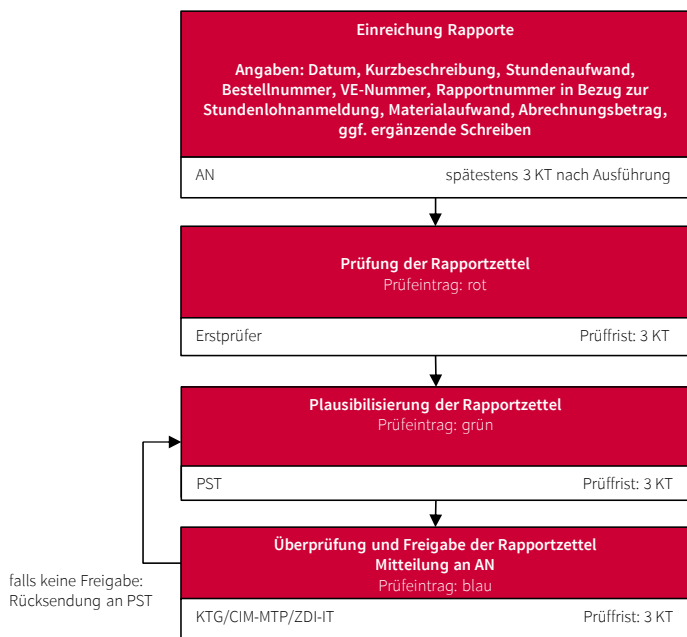 Einreichung Rapporte
Angaben: Datum, Kurzbeschreibung, Stundenaufwand,
Bestellnummer, VE-Nummer, Rapportnummer in Bezug zur
Stundenlohnanmeldung, Materialaufwand, Abrechnungsbetrag,
ggf. ergänzende Schreiben
AN spätestens 3 KT nach Ausführung
Prüfung der Rapportzettel
Prüfeintrag: rot
Erstprüfer Prüffrist: 3 KT
Plausibilisierung der Rapportzettel
Prüfeintrag: grün
PST Prüffrist: 3 KT
Überprüfung und Freigabe der Rapportzettel
Mitteilung an AN
Prüfeintrag: blau
falls keine Freigabe:
Rücksendung an PST
KTG/CIM-MTP/ZDI-IT Prüffrist: 3 KT